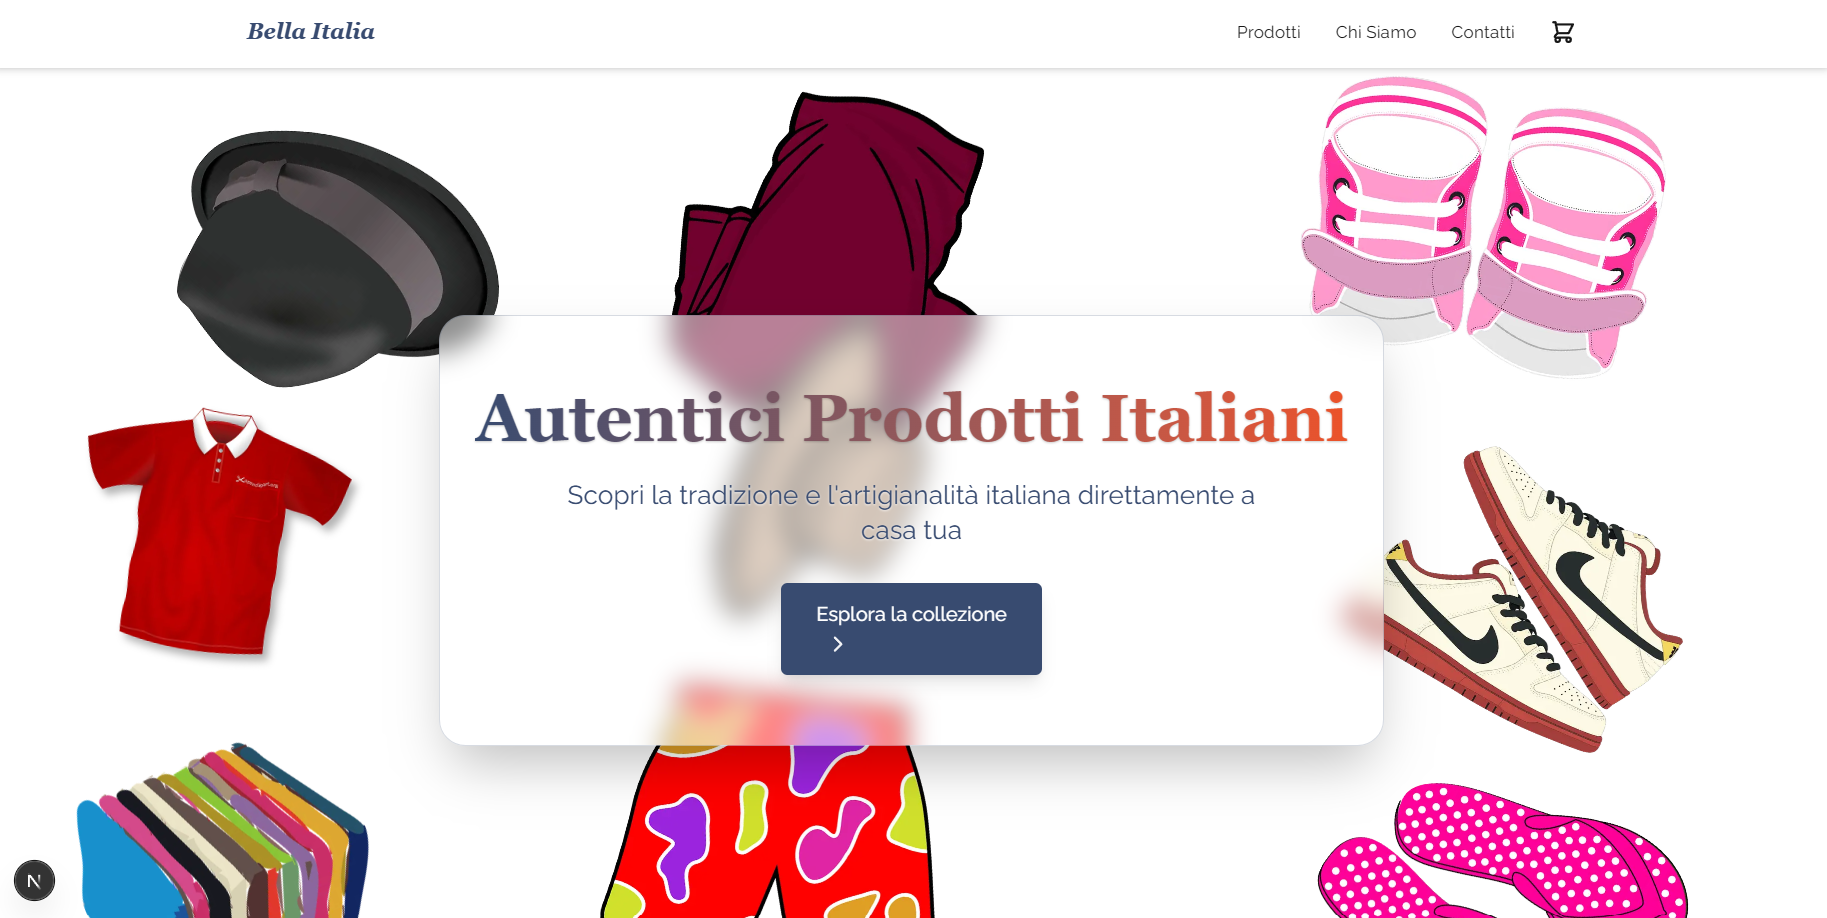 Bella Italia
Prodotti
Chi Siamo
Contatti
Autentici Prodotti Italiani
Scopri la tradizione e l'artigianalità italiana direttamente a
casa tua
Esplora la collezione
N